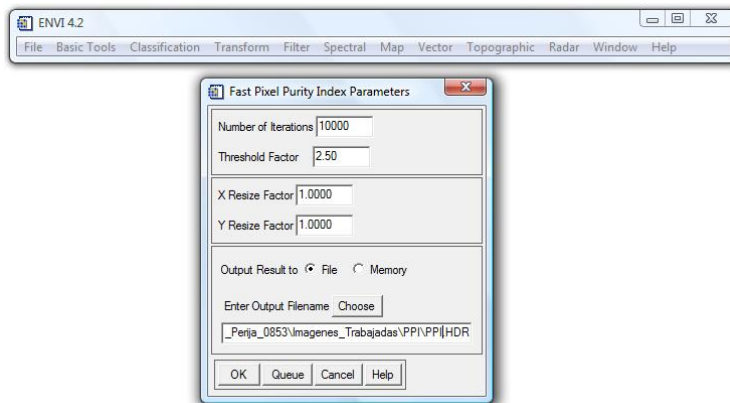 ENVI 4.2
File Basic Tools Classification Transform Filter Spectral Map Vector Topographic Radar Window Help
Fast Pixel Purity Index Parameters
Number of Iterations 10000
Threshold Factor 2.50
X Resize Factor 1.0000
Y Resize Factor 1.0000
Output Result to File Memory
Enter Output Filename Choose
_Perija_0853\Imagenes_Trabajadas\PPI\PPI.HDR
OK Queue Cancel Help